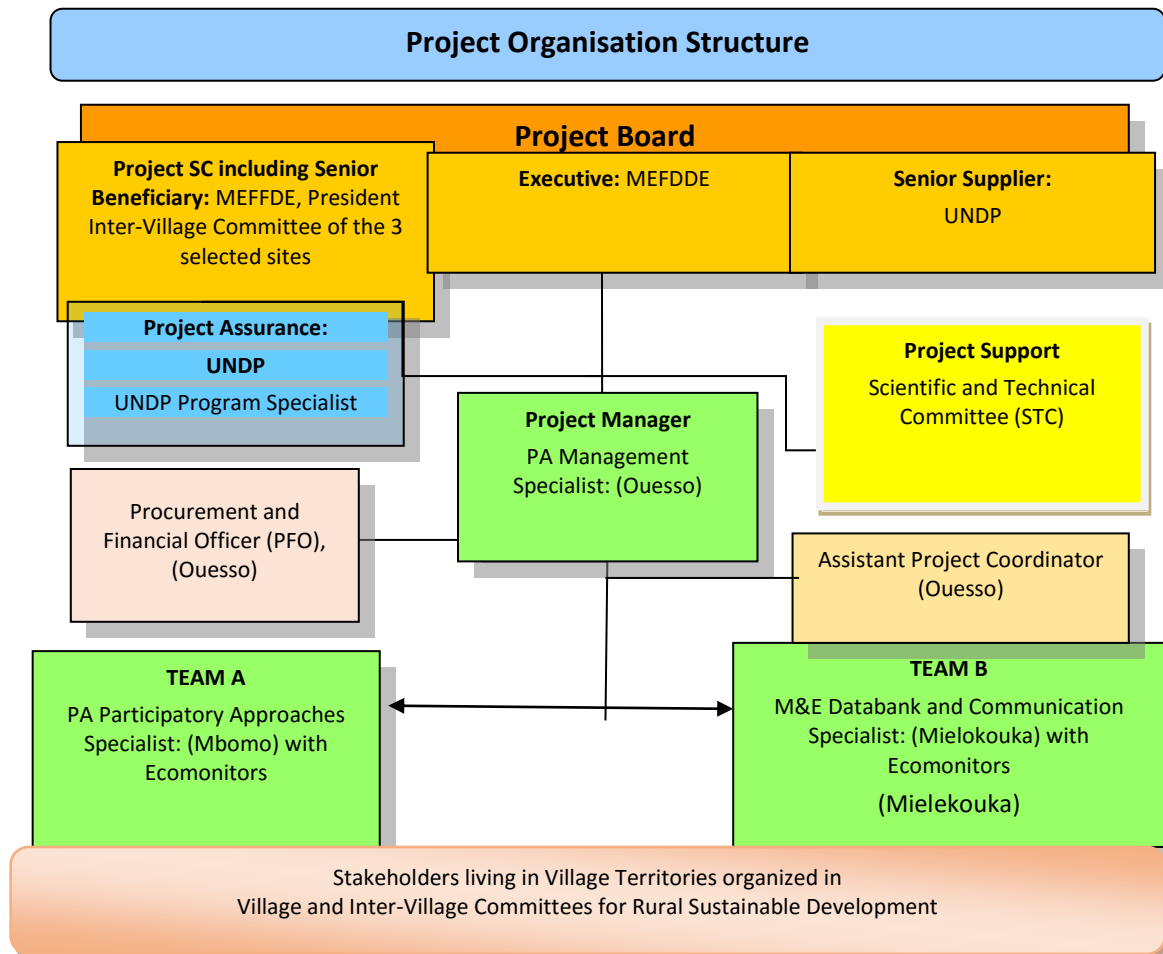 Project Organisation Structure
Project Board
Project SC including Senior
Beneficiary: MEFFDE, President
Inter-Village Committee of the 3
selected sites
Executive: MEFDDE
Senior Supplier:
UNDP
Project Assurance:
UNDP
UNDP Program Specialist
Project Support
Scientific and Technical
Committee (STC)
Project Manager
PA Management
Specialist: (Ouesso)
Procurement and
Financial Officer (PFO),
(Ouesso)
Assistant Project Coordinator
(Ouesso)
TEAM A
PA Participatory Approaches
Specialist: (Mbomo) with
Ecomonitors
TEAM B
M&E Databank and Communication
Specialist: (Mielokouka) with
Ecomonitors
(Mielekouka)
Stakeholders living in Village Territories organized in
Village and Inter-Village Committees for Rural Sustainable Development